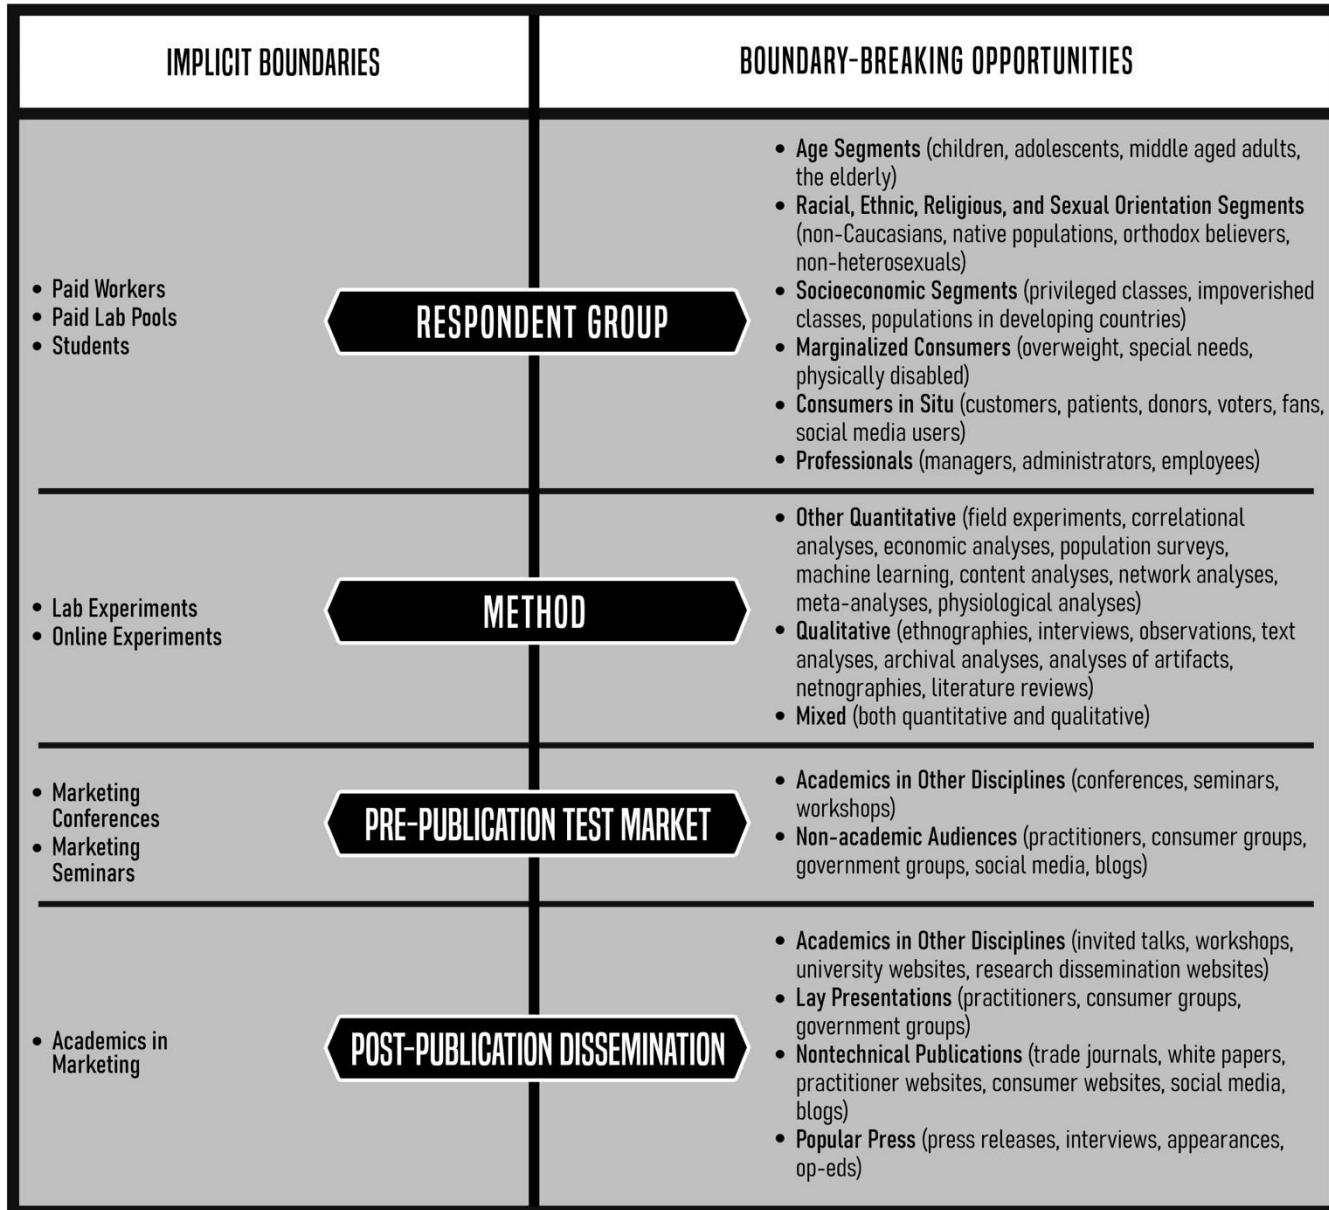 IMPLICIT BOUNDARIES
BOUNDARY-BREAKING OPPORTUNITIES
• Paid Workers
• Paid Lab Pools
• Students
RESPONDENT GROUP
• Age Segments (children, adolescents, middle aged adults,
the elderly)
• Racial, Ethnic, Religious, and Sexual Orientation Segments
(non-Caucasians, native populations, orthodox believers,
non-heterosexuals)
• Socioeconomic Segments (privileged classes, impoverished
classes, populations in developing countries)
• Marginalized Consumers (overweight, special needs,
physically disabled)
• Consumers in Situ (customers, patients, donors, voters, fans,
social media users)
• Professionals (managers, administrators, employees)
• Lab Experiments
• Online Experiments
METHOD
• Other Quantitative (field experiments, correlational
analyses, economic analyses, population surveys,
machine learning, content analyses, network analyses,
meta-analyses, physiological analyses)
• Qualitative (ethnographies, interviews, observations, text
analyses, archival analyses, analyses of artifacts,
netnographies, literature reviews)
• Mixed (both quantitative and qualitative)
• Marketing
Conferences
• Marketing
Seminars
PRE-PUBLICATION TEST MARKET
• Academics in Other Disciplines (conferences, seminars,
workshops)
• Non-academic Audiences (practitioners, consumer groups,
government groups, social media, blogs)
• Academics in
Marketing
POST-PUBLICATION DISSEMINATION
• Academics in Other Disciplines (invited talks, workshops,
university websites, research dissemination websites)
• Lay Presentations (practitioners, consumer groups,
government groups)
• Nontechnical Publications (trade journals, white papers,
practitioner websites, consumer websites, social media,
blogs)
• Popular Press (press releases, interviews, appearances,
op-eds)